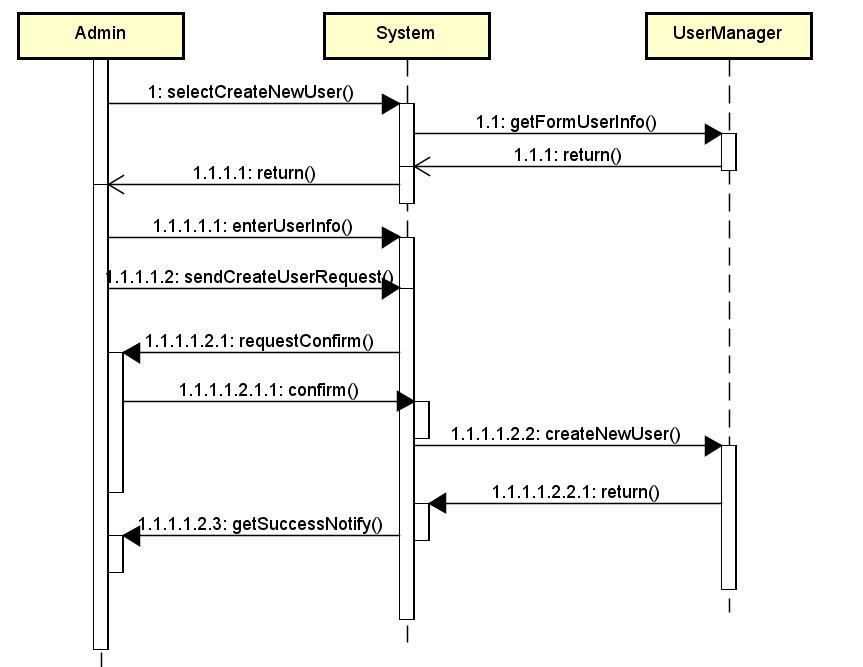 Admin
System
UserManager
1: selectCreateNewUser()
1.1: getFormUserInfo()
1.1.1: return()
1.1.1.1: return()
1.1.1.1.1: enterUserInfo()
1.1.1.1.2: sendCreateUserRequest()
1.1.1.1.2.1: requestConfirm()
1.1.1.1.2.1.1: confirm()
1.1.1.1.2.2: createNewUser()
1.1.1.1.2.2.1: return()
1.1.1.1.2.3: getSuccessNotify()